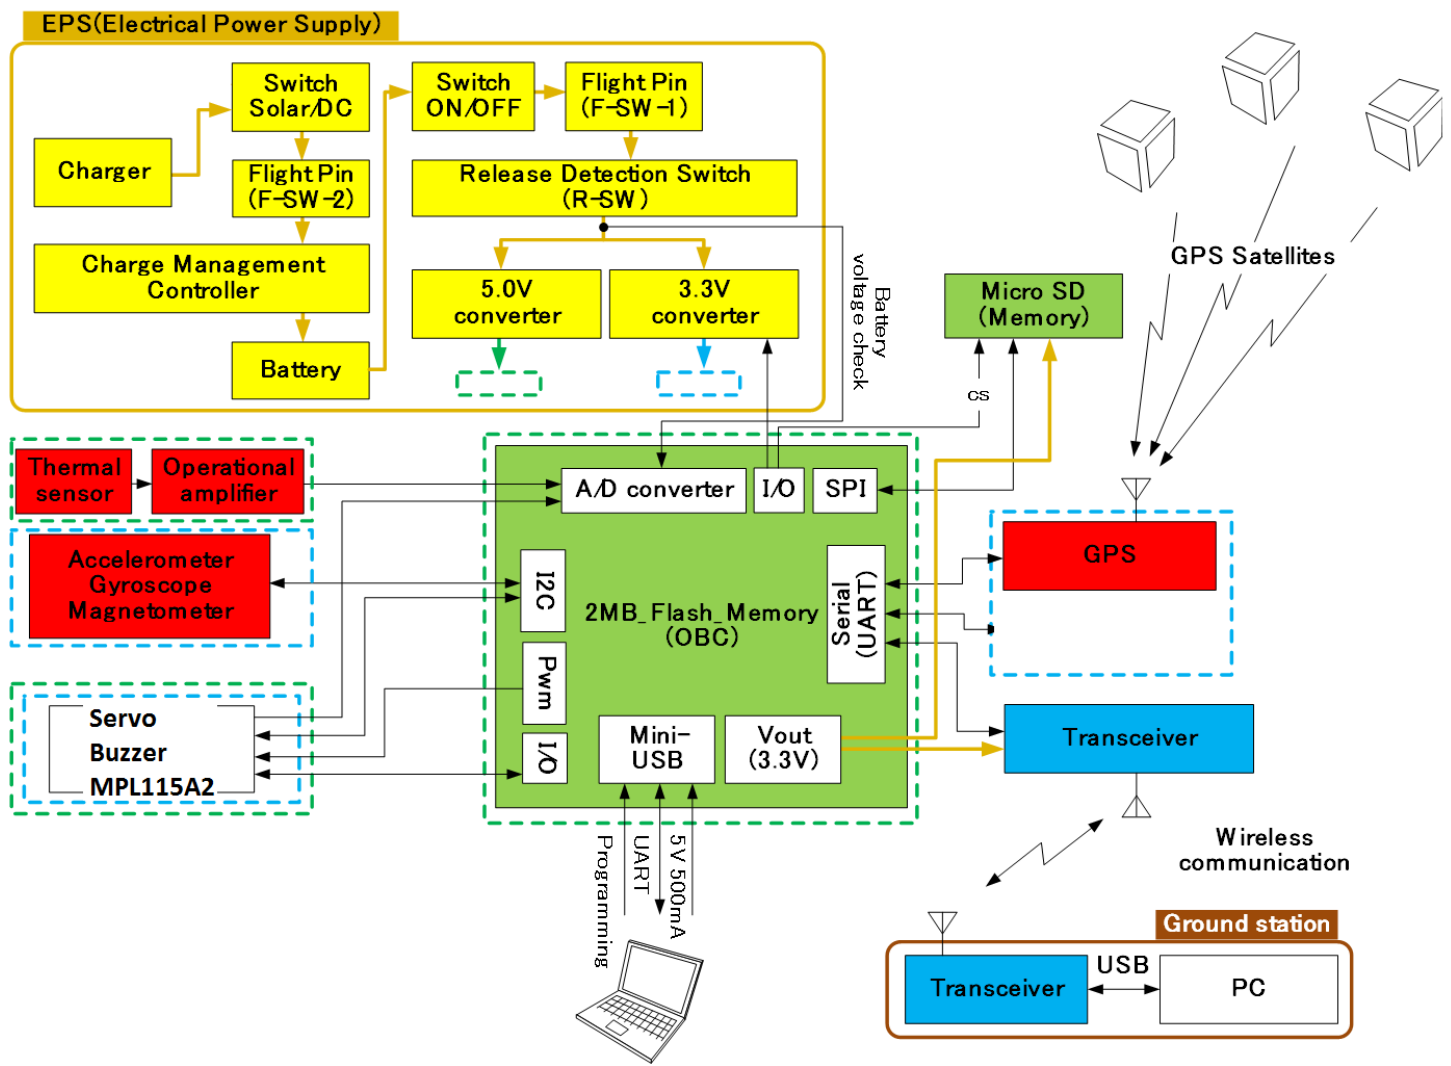 EPS(Electrical Power Supply)
Switch
Solar/DC
Switch
ON/OFF
Flight Pin
(F-SW-1)
Charger
Flight Pin
(F-SW-2)
Release Detection Switch
(R-SW)
Charge Management
Controller
5.0V
converter
3.3V
converter
Battery
Battery
voltage check
Micro SD
(Memory)
cs
GPS Satellites
Thermal
sensor
Operational
amplifier
A/D converter
I/O
SPI
Accelerometer
Gyroscope
Magnetometer
I2C
2MB_Flash_Memory
(OBC)
Serial
(UART)
GPS
Pwm
Servo
Buzzer
MPL115A2
I/O
Mini-
USB
Vout
(3.3V)
Transceiver
Programming
UART
5V 500mA
Wireless
communication
Ground station
Transceiver
USB
PC